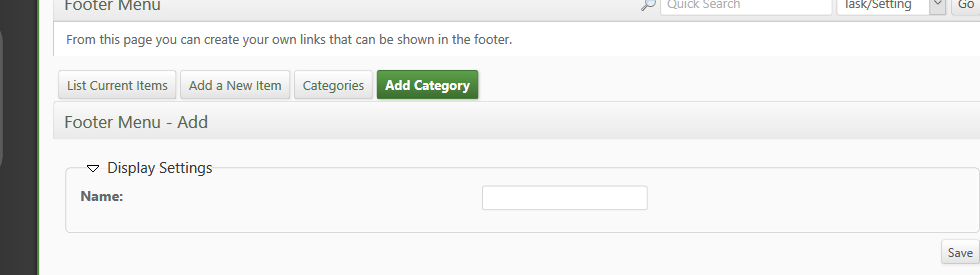 Footer Menu
Quick Search
Task/Setting
Go
From this page you can create your own links that can be shown in the footer.
List Current Items
Add a New Item
Categories
Add Category
Footer Menu - Add
Display Settings
Name:
Save